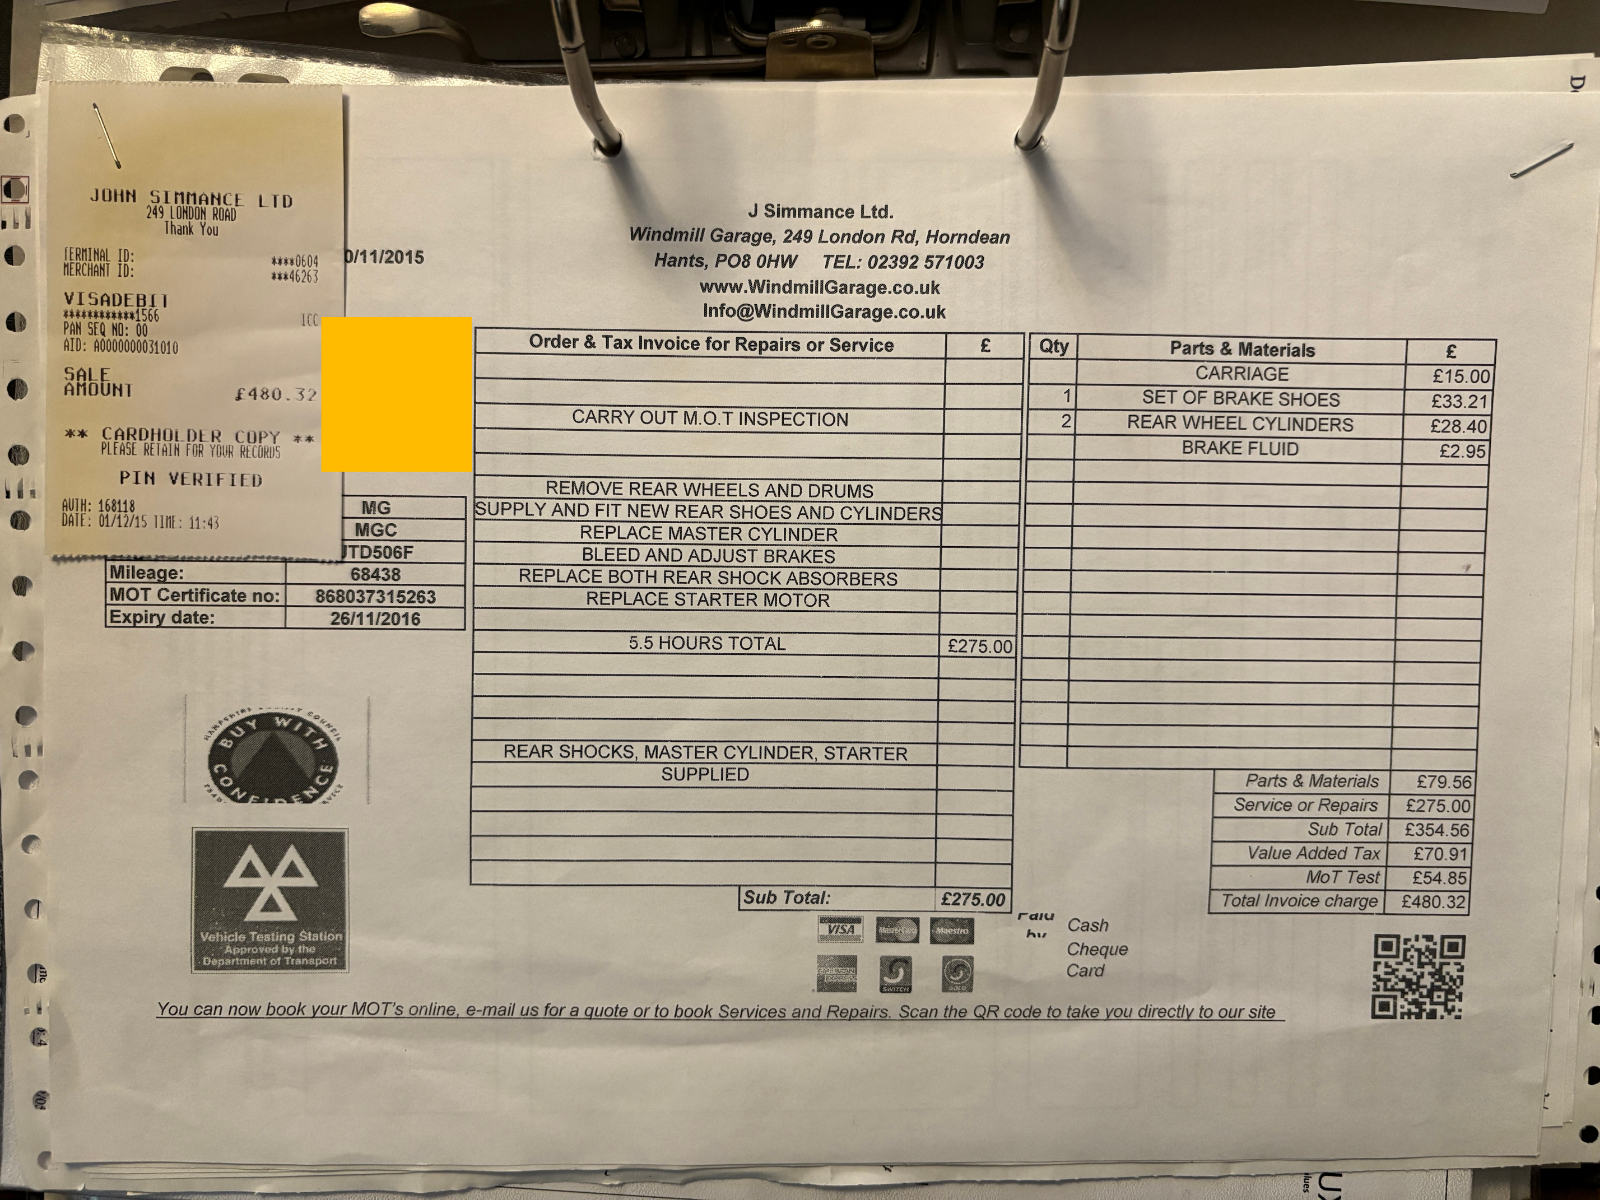 JOHN SIMMANCE LTD
249 LONDON ROAD
Thank You
TERMINAL ID: ****0604
MERCHANT ID: ***46263
VISADEBIT
************1566
ICC
PAN SEQ NO: 00
AID: A0000000031010
SALE
AMOUNT £480.32
** CARDHOLDER COPY **
PLEASE RETAIN FOR YOUR RECORDS
PIN VERIFIED
AUTH: 168118
DATE: 01/12/15 TIME: 11:43
0/11/2015
J Simmance Ltd.
Windmill Garage, 249 London Rd, Horndean
Hants, PO8 0HW TEL: 02392 571003
www.WindmillGarage.co.uk
Info@WindmillGarage.co.uk
MG
MGC
JTD506F
Mileage: 68438
MOT Certificate no: 868037315263
Expiry date: 26/11/2016
BUY WITH
CONFIDENCE
Vehicle Testing Station
Approved by the
Department of Transport
Order & Tax Invoice for Repairs or Service £
CARRY OUT M.O.T INSPECTION
REMOVE REAR WHEELS AND DRUMS
SUPPLY AND FIT NEW REAR SHOES AND CYLINDERS
REPLACE MASTER CYLINDER
BLEED AND ADJUST BRAKES
REPLACE BOTH REAR SHOCK ABSORBERS
REPLACE STARTER MOTOR
5.5 HOURS TOTAL £275.00
REAR SHOCKS, MASTER CYLINDER, STARTER
SUPPLIED
Sub Total: £275.00
Qty Parts & Materials £
CARRIAGE £15.00
1 SET OF BRAKE SHOES £33.21
2 REAR WHEEL CYLINDERS £28.40
BRAKE FLUID £2.95
Parts & Materials £79.56
Service or Repairs £275.00
Sub Total £354.56
Value Added Tax £70.91
MoT Test £54.85
Total Invoice charge £480.32
VISA MasterCard Maestro
SWITCH SOLO
Paid
by
Cash
Cheque
Card
You can now book your MOT's online, e-mail us for a quote or to book Services and Repairs. Scan the QR code to take you directly to our site